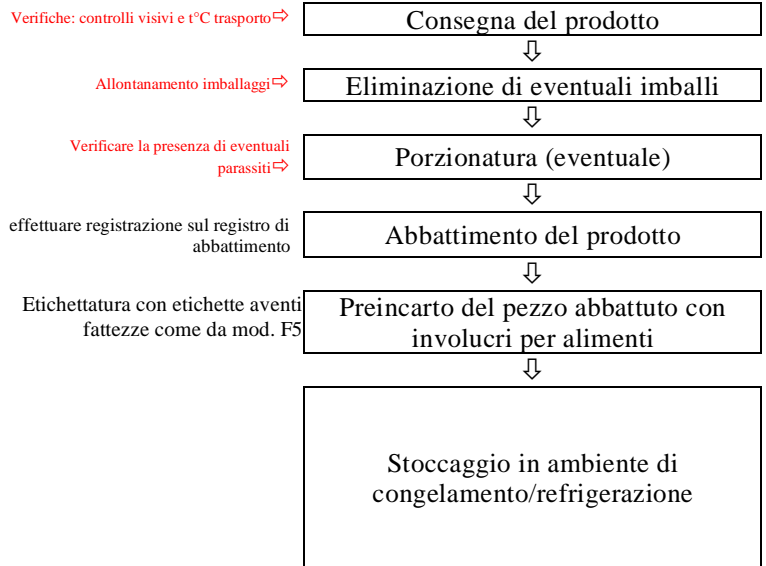 Verifiche: controlli visivi e t°C trasporto⇨
Consegna del prodotto
⇩
Allontanamento imballaggi⇨
Eliminazione di eventuali imballi
⇩
Verificare la presenza di eventuali
parassiti⇨
Porzionatura (eventuale)
⇩
effettuare registrazione sul registro di
abbattimento
Abbattimento del prodotto
⇩
Etichettatura con etichette aventi
fattezze come da mod. F5
Preincarto del pezzo abbattuto con
involucri per alimenti
⇩
Stoccaggio in ambiente di
congelamento/refrigerazione